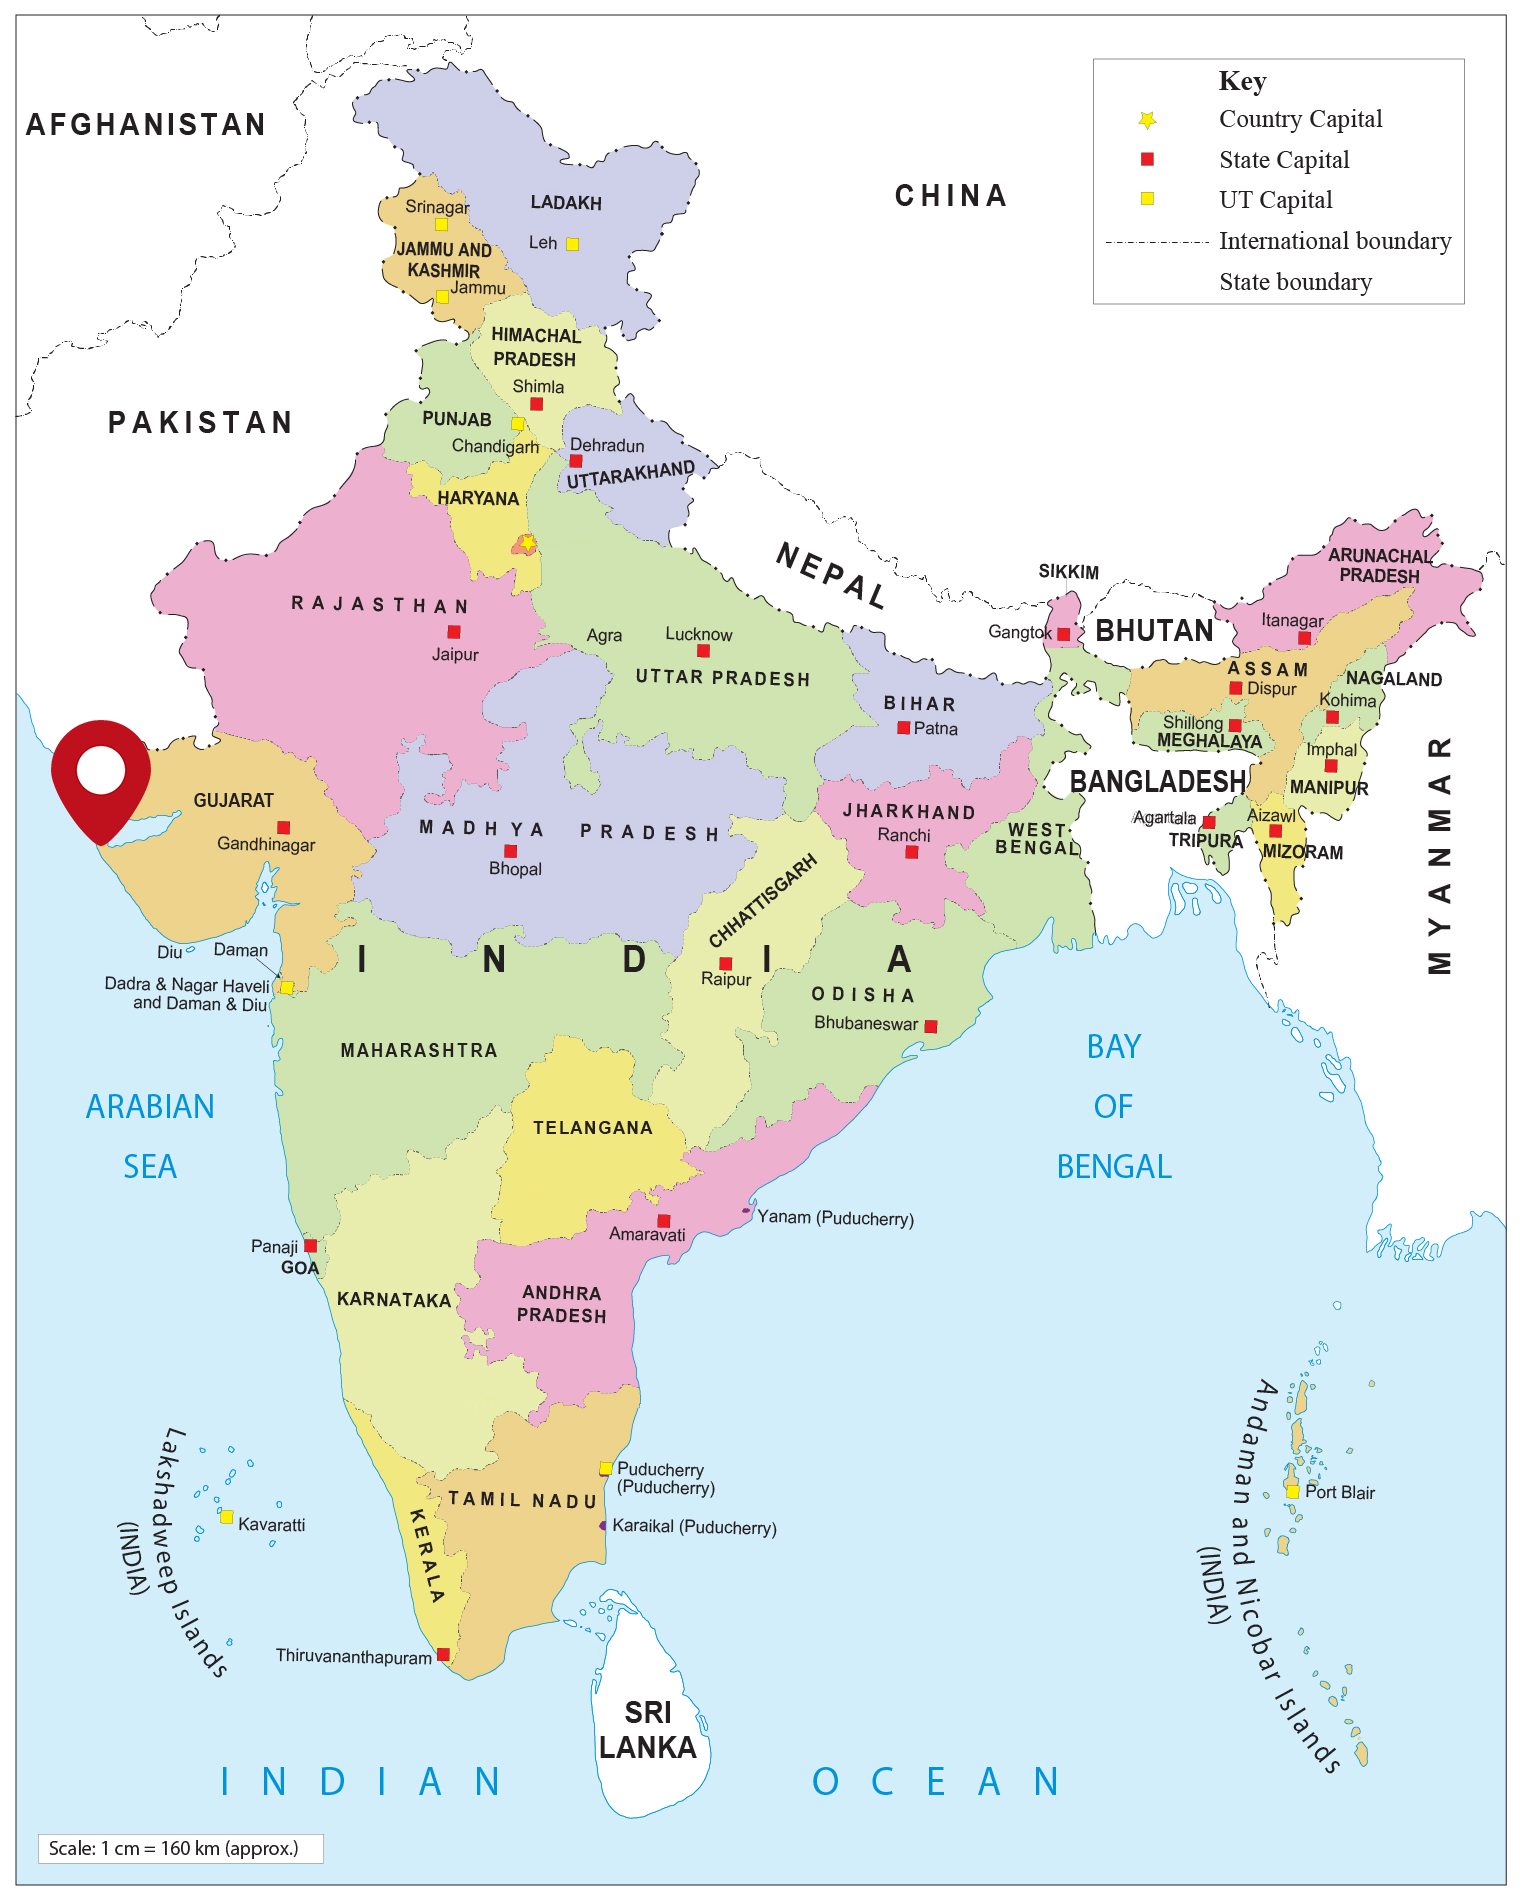 AFGHANISTAN
Key
Country Capital
State Capital
UT Capital
International boundary
State boundary
CHINA
LADAKH
Srinagar
Leh
JAMMU AND
KASHMIR
Jammu
HIMACHAL
PRADESH
Shimla
PAKISTAN
PUNJAB
Chandigarh
Dehradun
UTTARAKHAND
HARYANA
NEPAL
SIKKIM
ARUNACHAL
PRADESH
RAJASTHAN
Jaipur
Agra
Lucknow
UTTAR PRADESH
Gangtok
BHUTAN
Itanagar
ASSAM
Dispur
NAGALAND
Kohima
BIHAR
Patna
Shillong
MEGHALAYA
Imphal
MANIPUR
BANGLADESH
MYANMAR
GUJARAT
Gandhinagar
MADHYA PRADESH
Bhopal
JHARKHAND
Ranchi
WEST
BENGAL
Agartala
TRIPURA
Aizawl
MIZORAM
CHHATTISGARH
Raipur
INDIA
Diu
Daman
Dadra & Nagar Haveli
and Daman & Diu
ODISHA
Bhubaneswar
MAHARASHTRA
BAY
OF
BENGAL
ARABIAN
SEA
TELANGANA
Yanam (Puducherry)
Amaravati
Panaji
GOA
KARNATAKA
ANDHRA
PRADESH
Lakshadweep Islands
(INDIA)
Kavaratti
Puducherry
(Puducherry)
TAMIL NADU
Karaikal (Puducherry)
KERALA
Thiruvananthapuram
Andaman and Nicobar Islands
(INDIA)
Port Blair
SRI
LANKA
INDIAN OCEAN
Scale: 1 cm = 160 km (approx.)